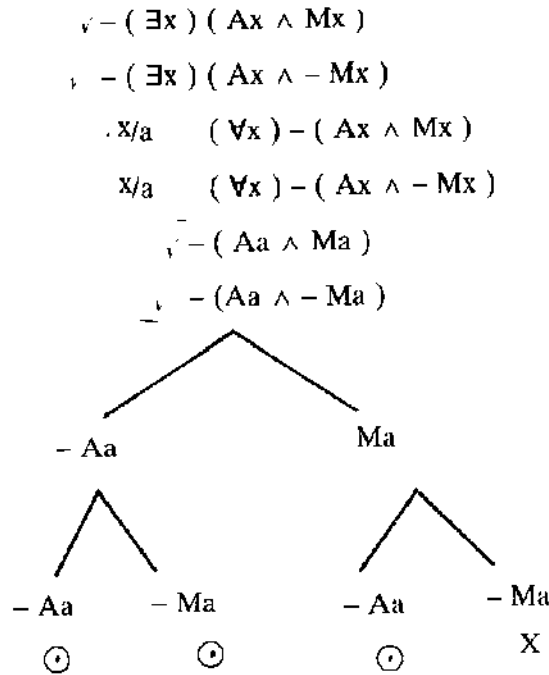 ✓ – ( ∃x ) ( Ax ∧ Mx )
✓ – ( ∃x ) ( Ax ∧ – Mx )
x/a ( ∀x ) – ( Ax ∧ Mx )
x/a ( ∀x ) – ( Ax ∧ – Mx )
✓ – ( Aa ∧ Ma )
✓ – (Aa ∧ – Ma )
– Aa Ma
– Aa – Ma – Aa – Ma
⊙ ⊙ ⊙ X